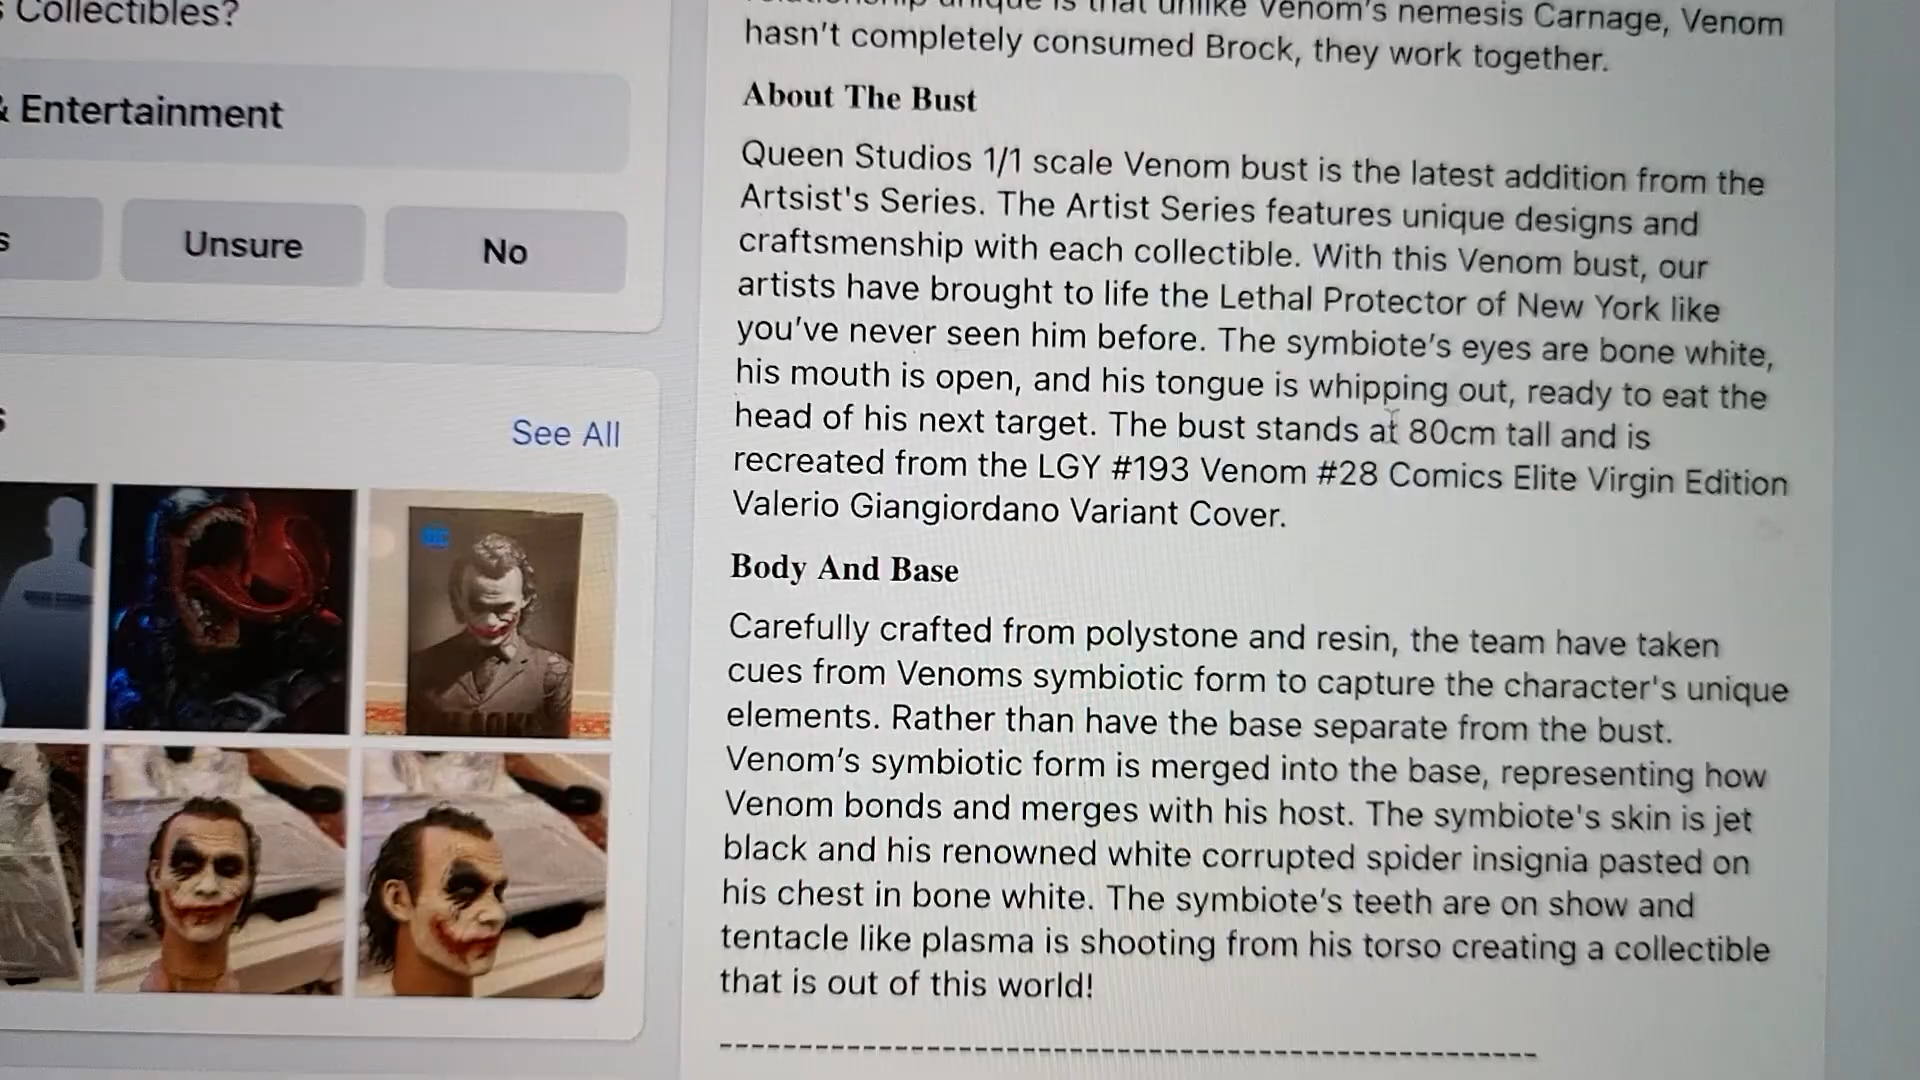 Collectibles?
& Entertainment
Unsure
No
See All
unique is that unlike Venom's nemesis Carnage, Venom
hasn't completely consumed Brock, they work together.
About The Bust
Queen Studios 1/1 scale Venom bust is the latest addition from the
Artsist's Series. The Artist Series features unique designs and
craftsmenship with each collectible. With this Venom bust, our
artists have brought to life the Lethal Protector of New York like
you've never seen him before. The symbiote's eyes are bone white,
his mouth is open, and his tongue is whipping out, ready to eat the
head of his next target. The bust stands at 80cm tall and is
recreated from the LGY #193 Venom #28 Comics Elite Virgin Edition
Valerio Giangiordano Variant Cover.
Body And Base
Carefully crafted from polystone and resin, the team have taken
cues from Venoms symbiotic form to capture the character's unique
elements. Rather than have the base separate from the bust.
Venom's symbiotic form is merged into the base, representing how
Venom bonds and merges with his host. The symbiote's skin is jet
black and his renowned white corrupted spider insignia pasted on
his chest in bone white. The symbiote's teeth are on show and
tentacle like plasma is shooting from his torso creating a collectible
that is out of this world!